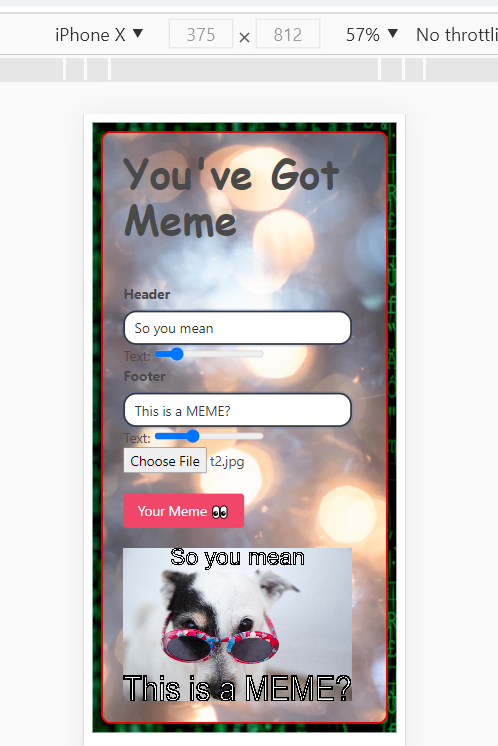 iPhone X ▼ 375 × 812 57% ▼ No throttli
You've Got
Meme
Header
So you mean
Text:
Footer
This is a MEME?
Text:
Choose File t2.jpg
Your Meme 👀
So you mean
This is a MEME?